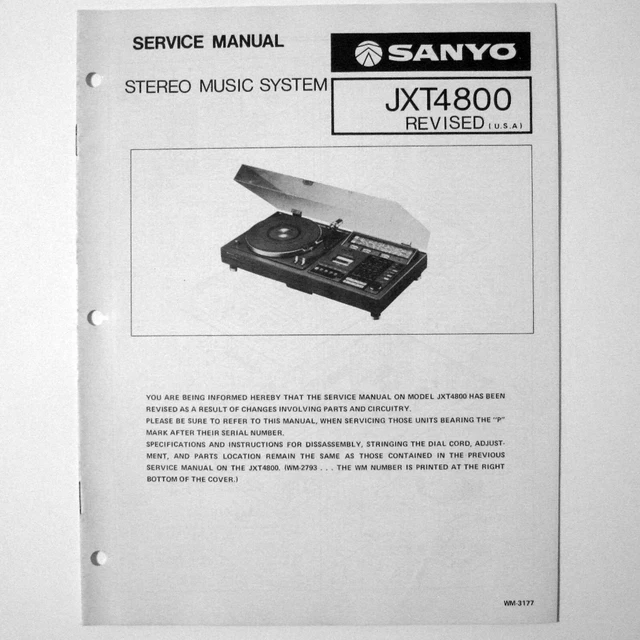 SERVICE MANUAL
SANYO
STEREO MUSIC SYSTEM
JXT4800
REVISED (U.S.A)
YOU ARE BEING INFORMED HEREBY THAT THE SERVICE MANUAL ON MODEL JXT4800 HAS BEEN
REVISED AS A RESULT OF CHANGES INVOLVING PARTS AND CIRCUITRY.
PLEASE BE SURE TO REFER TO THIS MANUAL, WHEN SERVICING THOSE UNITS BEARING THE "P"
MARK AFTER THEIR SERIAL NUMBER.
SPECIFICATIONS AND INSTRUCTIONS FOR DISSASSEMBLY, STRINGING THE DIAL CORD, ADJUST-
MENT, AND PARTS LOCATION REMAIN THE SAME AS THOSE CONTAINED IN THE PREVIOUS
SERVICE MANUAL ON THE JXT4800. (WM-2793 . . . THE WM NUMBER IS PRINTED AT THE RIGHT
BOTTOM OF THE COVER.)
WM-3177